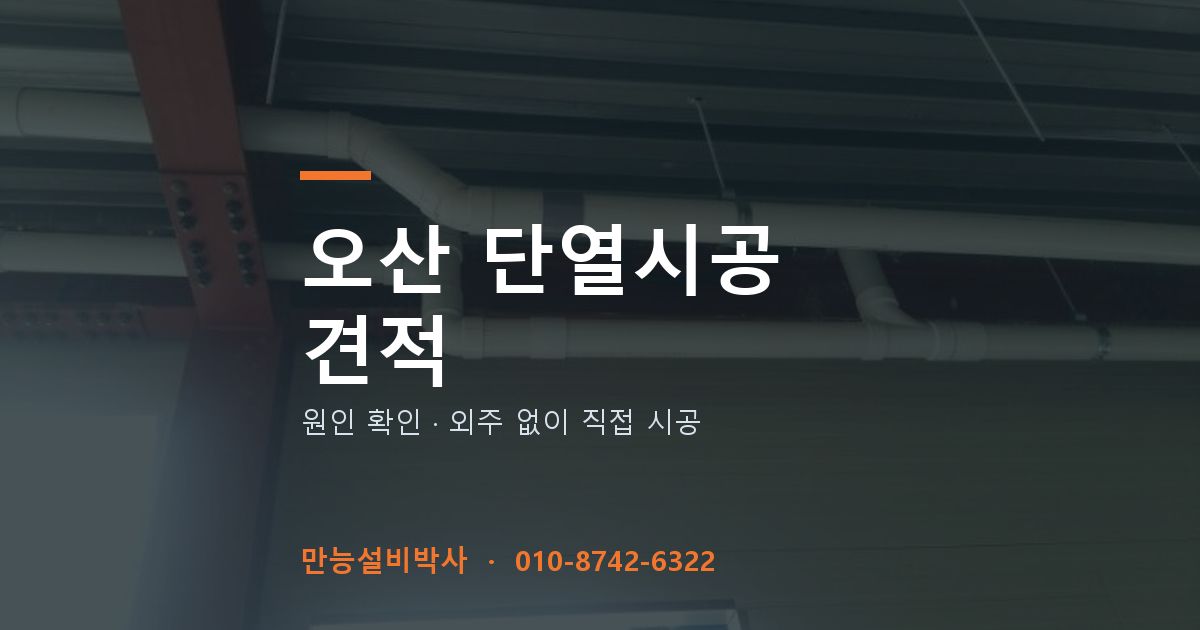 오산 단열시공
견적
원인 확인 · 외주 없이 직접 시공
만능설비박사 · 010-8742-6322